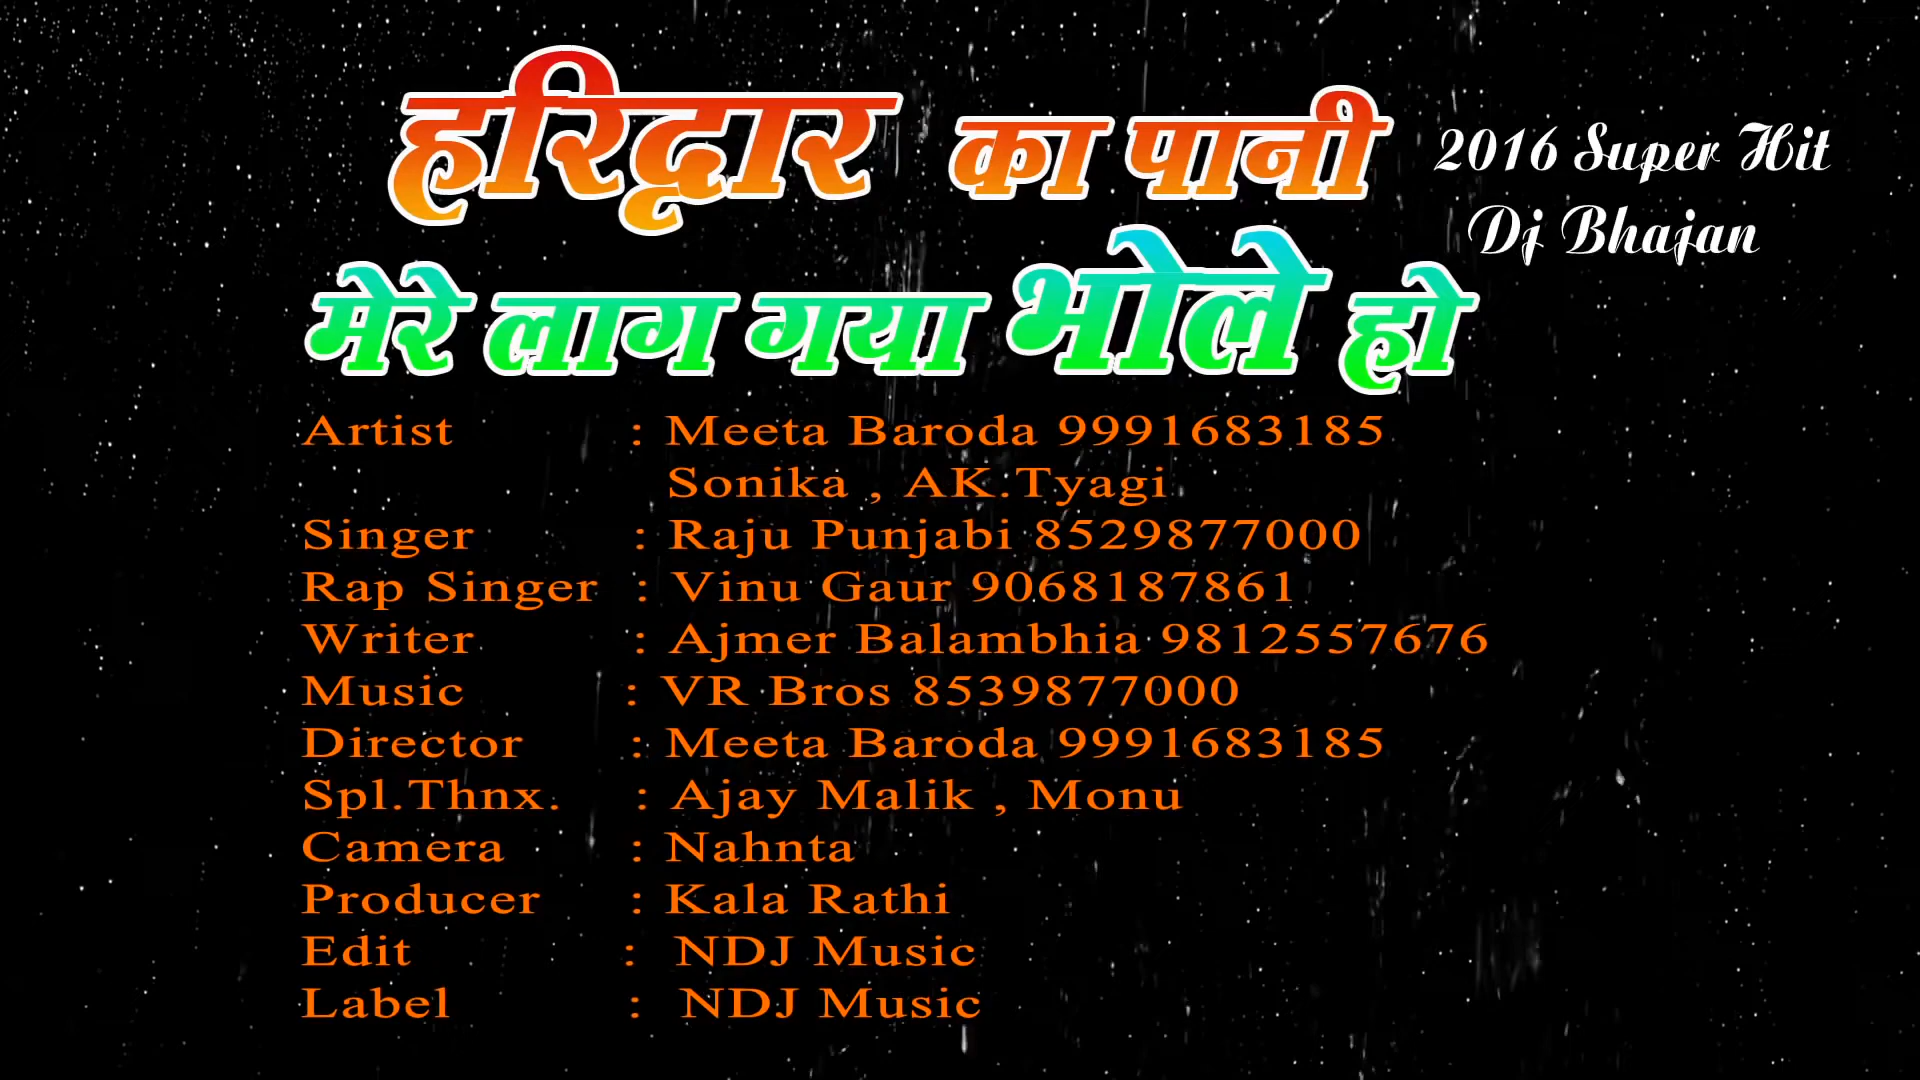 हरिद्वार का पानी
2016 Super Hit
Dj Bhajan
मेरे लाग गया भोले हो
Artist : Meeta Baroda 9991683185
Sonika , AK.Tyagi
Singer : Raju Punjabi 8529877000
Rap Singer : Vinu Gaur 9068187861
Writer : Ajmer Balambhia 9812557676
Music : VR Bros 8539877000
Director : Meeta Baroda 9991683185
Spl.Thnx. : Ajay Malik , Monu
Camera : Nahnta
Producer : Kala Rathi
Edit : NDJ Music
Label : NDJ Music